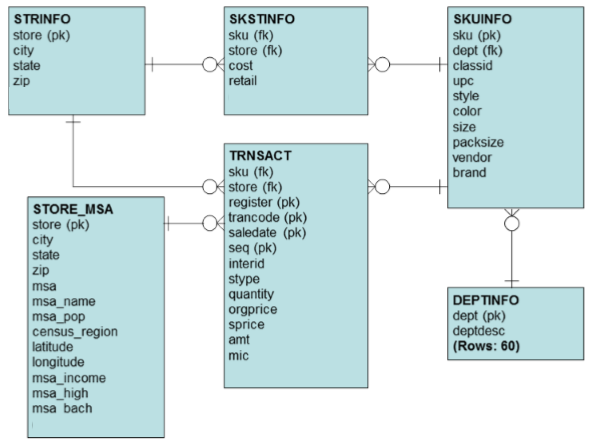 STRINFO
store (pk)
city
state
zip
SKSTINFO
sku (fk)
store (fk)
cost
retail
SKUINFO
sku (pk)
dept (fk)
classid
upc
style
color
size
packsize
vendor
brand
TRNSACT
sku (fk)
store (fk)
register (pk)
trancode (pk)
saledate (pk)
seq (pk)
interid
stype
quantity
orgprice
sprice
amt
mic
STORE_MSA
store (pk)
city
state
zip
msa
msa_name
msa_pop
census_region
latitude
longitude
msa_income
msa_high
msa_bach
DEPTINFO
dept (pk)
deptdesc
(Rows: 60)